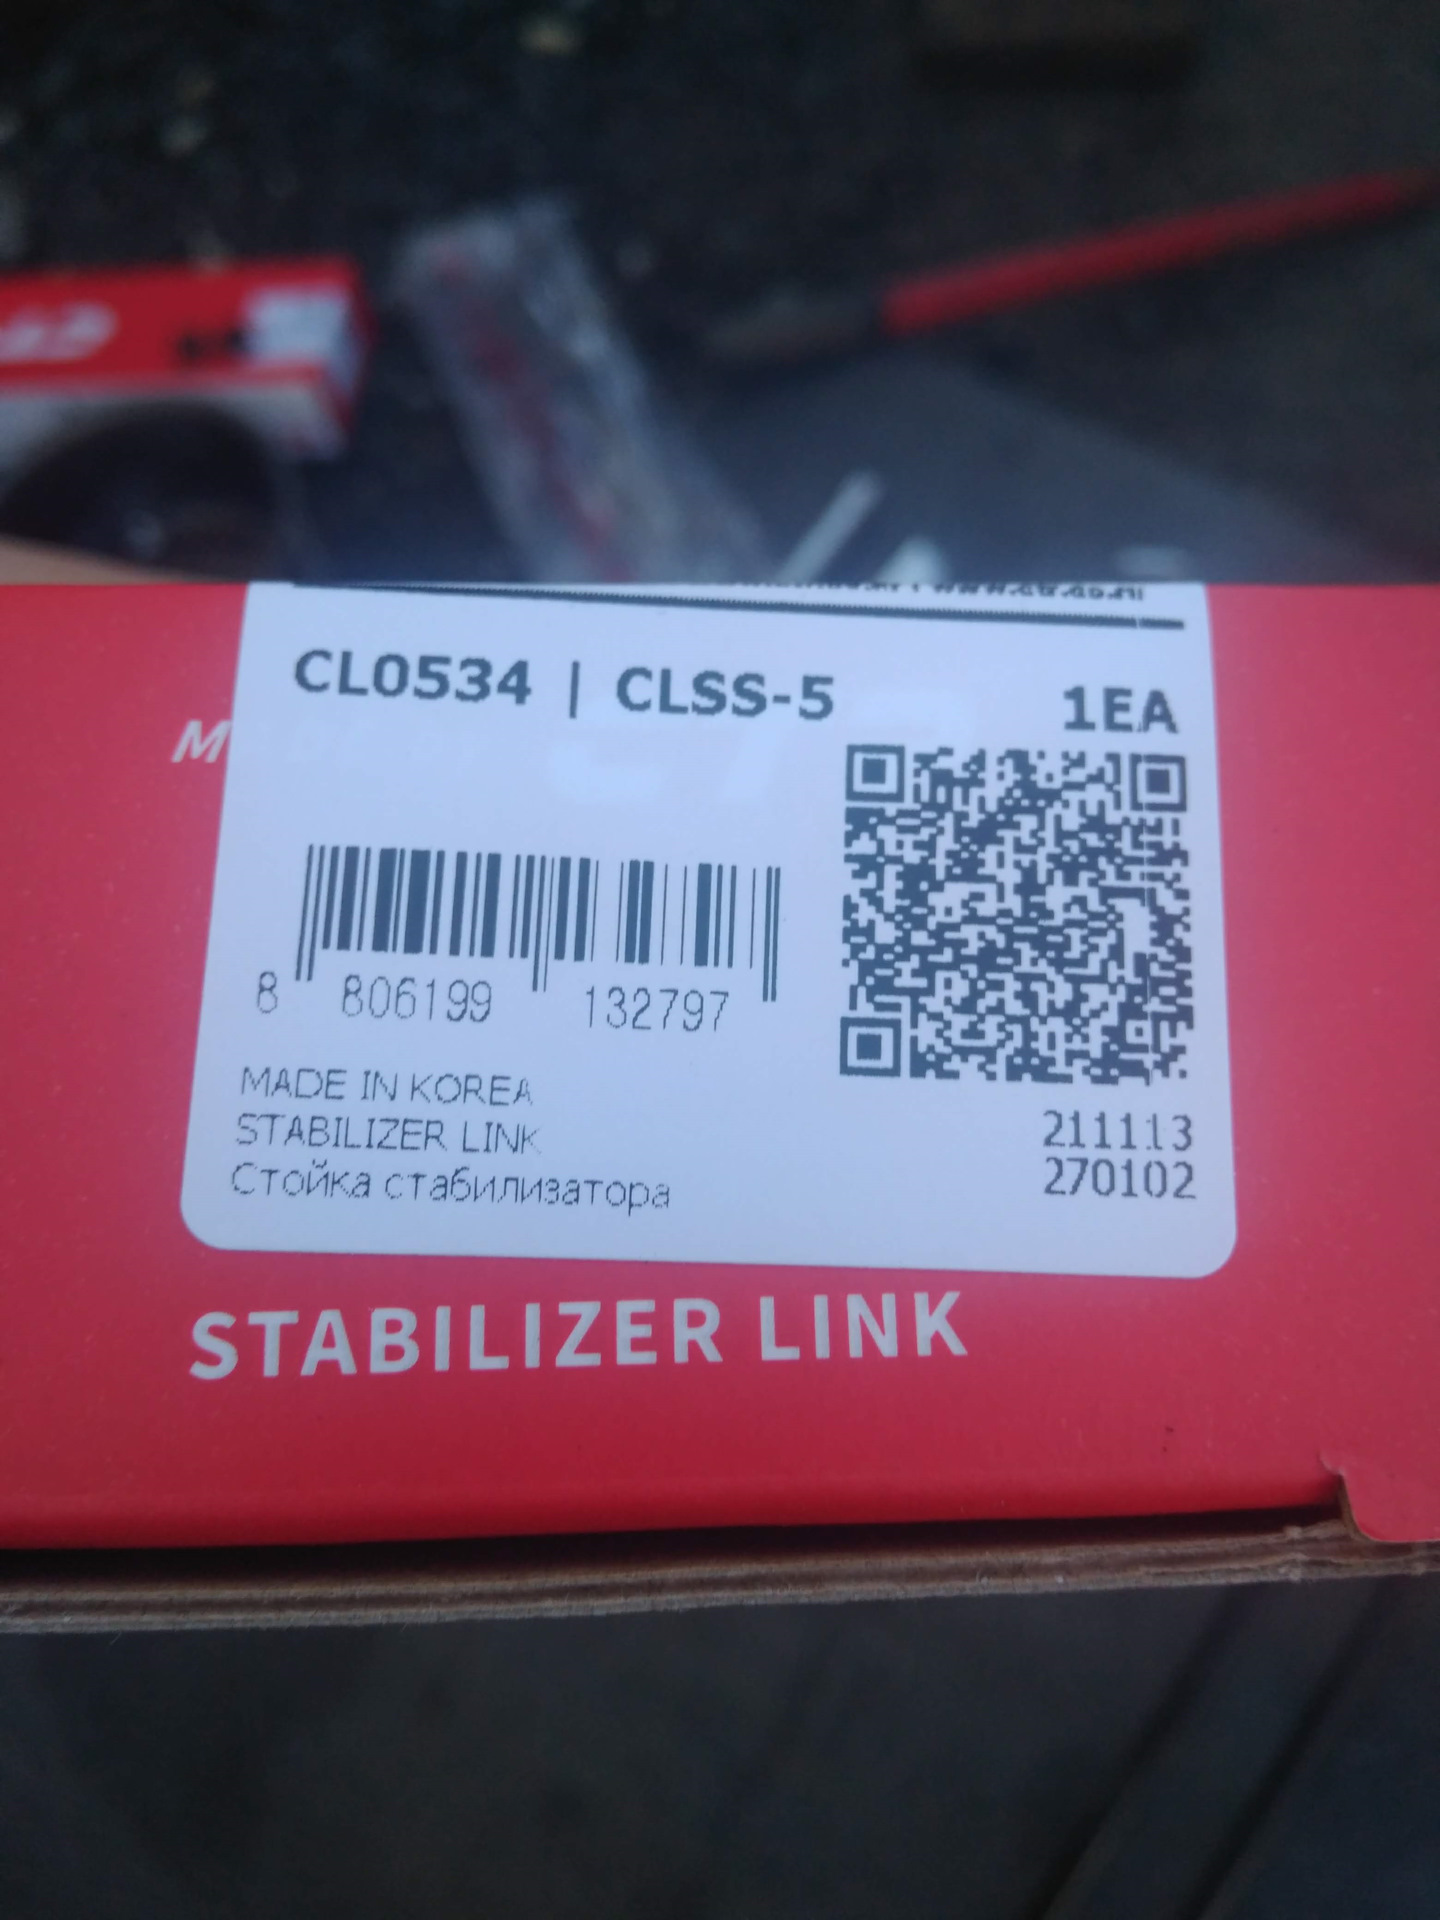 CL0534 | CLSS-5
1EA
8 806199 132797
MADE IN KOREA
STABILIZER LINK
Стойка стабилизатора
211113
270102
STABILIZER LINK